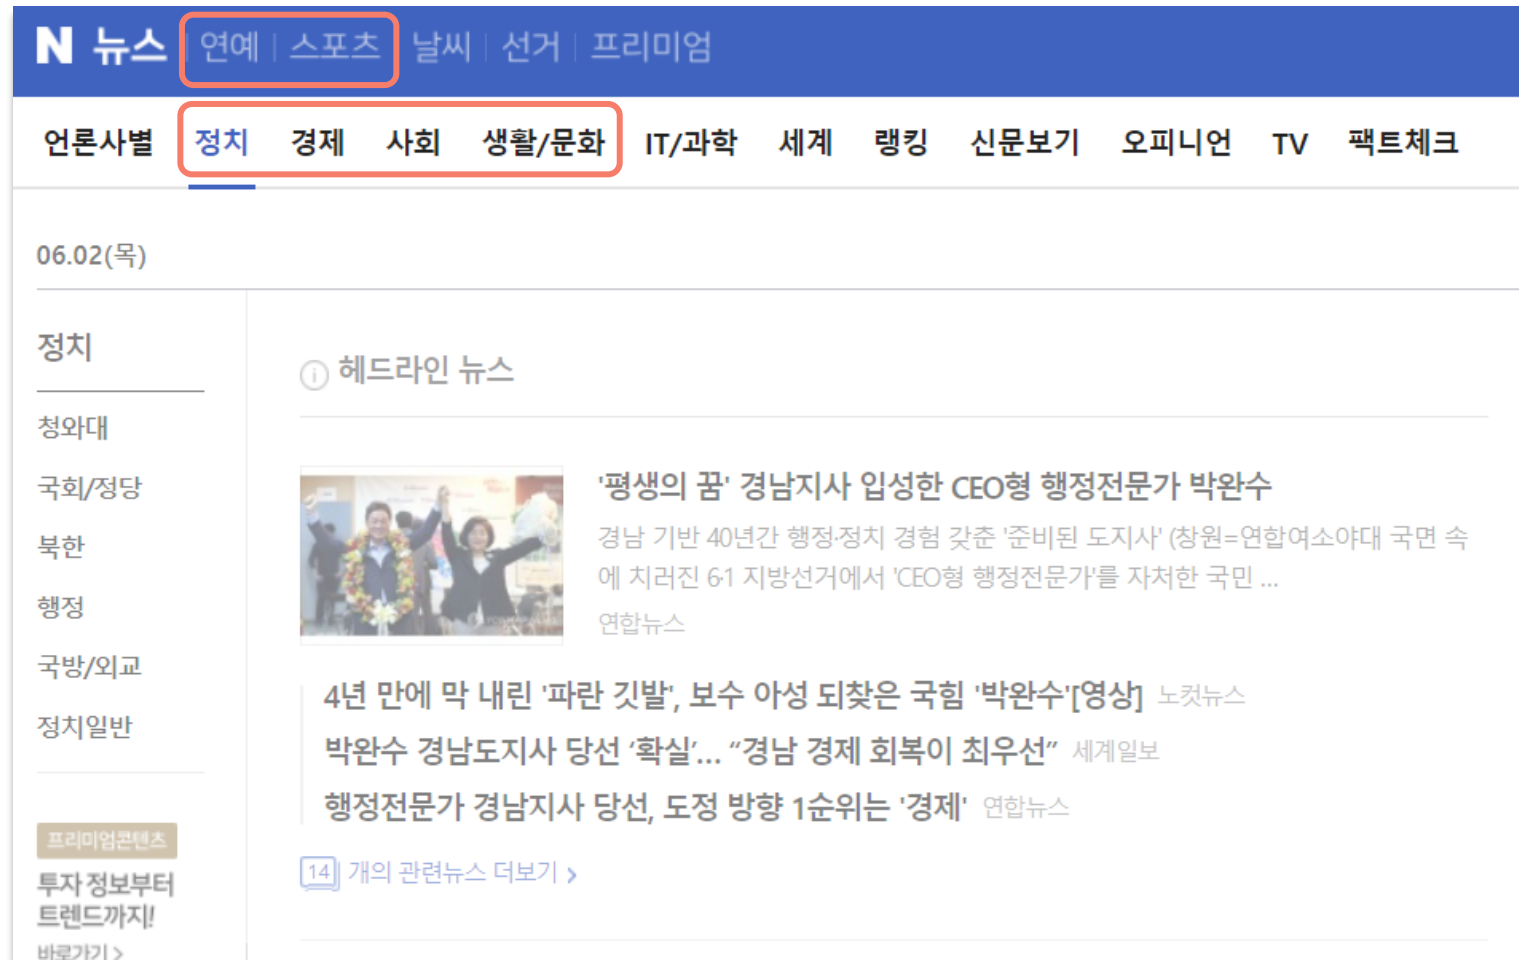 N 뉴스 연예 스포츠 날씨 선거 프리미엄
언론사별 정치 경제 사회 생활/문화 IT/과학 세계 랭킹 신문보기 오피니언 TV 팩트체크
06.02(목)
정치
청와대
국회/정당
북한
행정
국방/외교
정치일반
프리미엄콘텐츠
투자 정보부터
트렌드까지!
바로가기 >
헤드라인 뉴스
'평생의 꿈' 경남지사 입성한 CEO형 행정전문가 박완수
경남 기반 40년간 행정·정치 경험 갖춘 '준비된 도지사' (창원=연합여소야대 국면 속
에 치러진 6·1 지방선거에서 'CEO형 행정전문가'를 자처한 국민 ...
연합뉴스
4년 만에 막 내린 '파란 깃발', 보수 아성 되찾은 국힘 '박완수'[영상] 노컷뉴스
박완수 경남도지사 당선 ‘확실’… “경남 경제 회복이 최우선” 세계일보
행정전문가 경남지사 당선, 도정 방향 1순위는 '경제' 연합뉴스
14 개의 관련뉴스 더보기 >